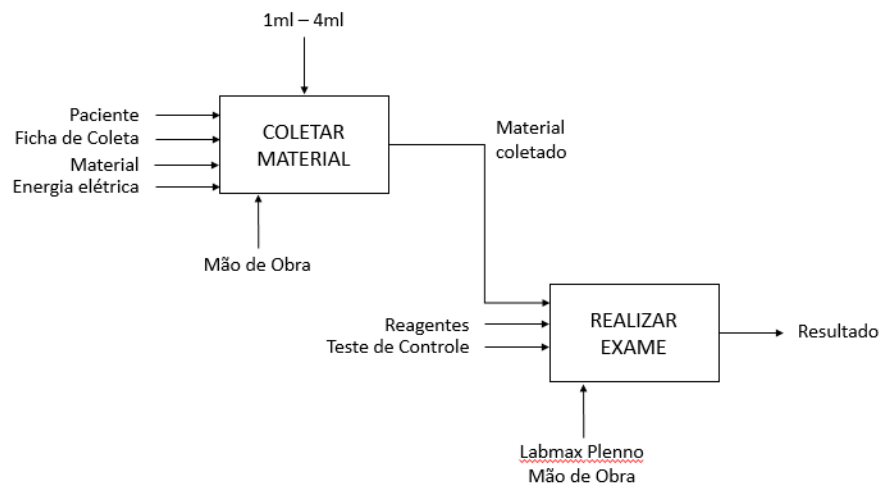 1ml – 4ml
Paciente
Ficha de Coleta
Material
Energia elétrica
COLETAR
MATERIAL
Material
coletado
Mão de Obra
Reagentes
Teste de Controle
REALIZAR
EXAME
Resultado
Labmax Plenno
Mão de Obra